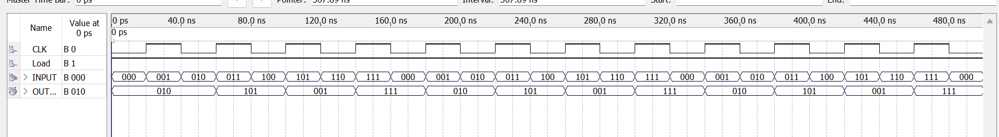 Master Time Bar: 0 ps Pointer: 307.89 ns Interval: 307.89 ns Start: End:
Name Value at 0 ps 0 ps 40.0 ns 80.0 ns 120.0 ns 160.0 ns 200.0 ns 240.0 ns 280.0 ns 320.0 ns 360.0 ns 400.0 ns 440.0 ns 480.0 ns
0 ps
in CLK B 0
in Load B 1
in INPUT B 000 000 001 010 011 100 101 110 111 000 001 010 011 100 101 110 111 000 001 010 011 100 101 110 111 000
out OUT... B 010 010 101 001 111 010 101 001 111 010 101 001 111